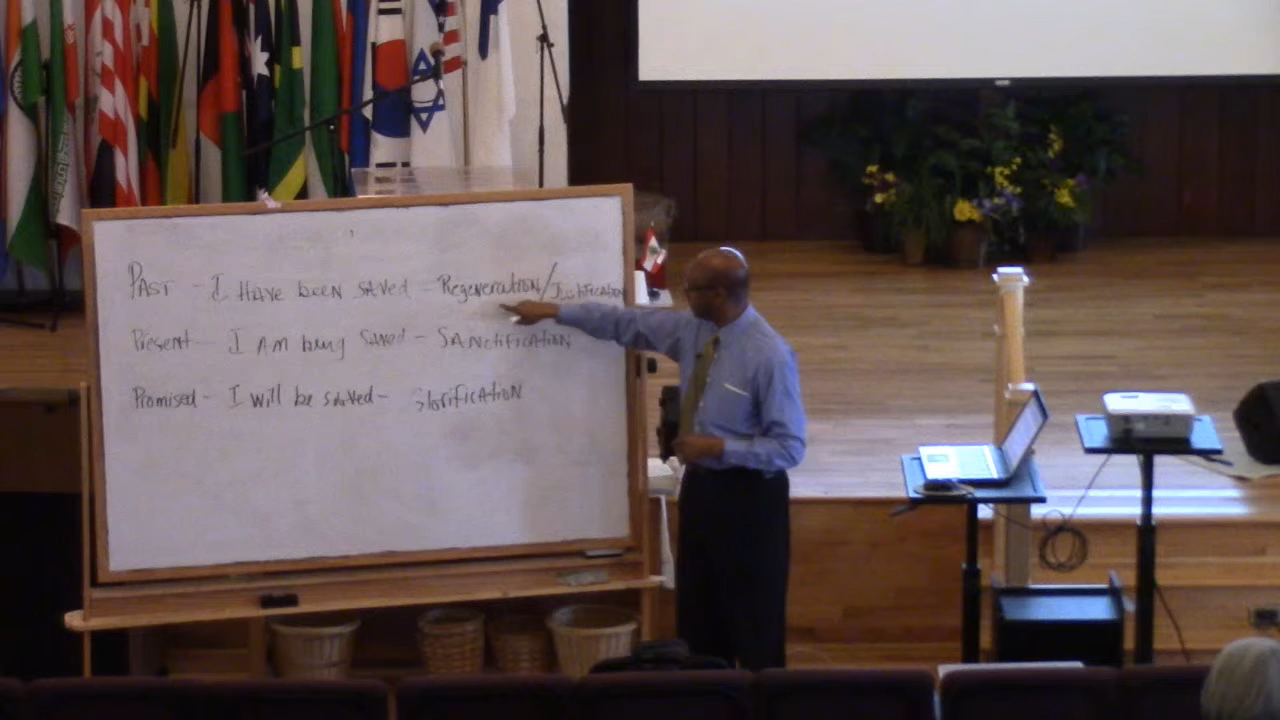 Past - I Have been saved - Regeneration/Justification
Present - I Am being saved - SANctificATION
Promised - I will be saved - GlorificATION